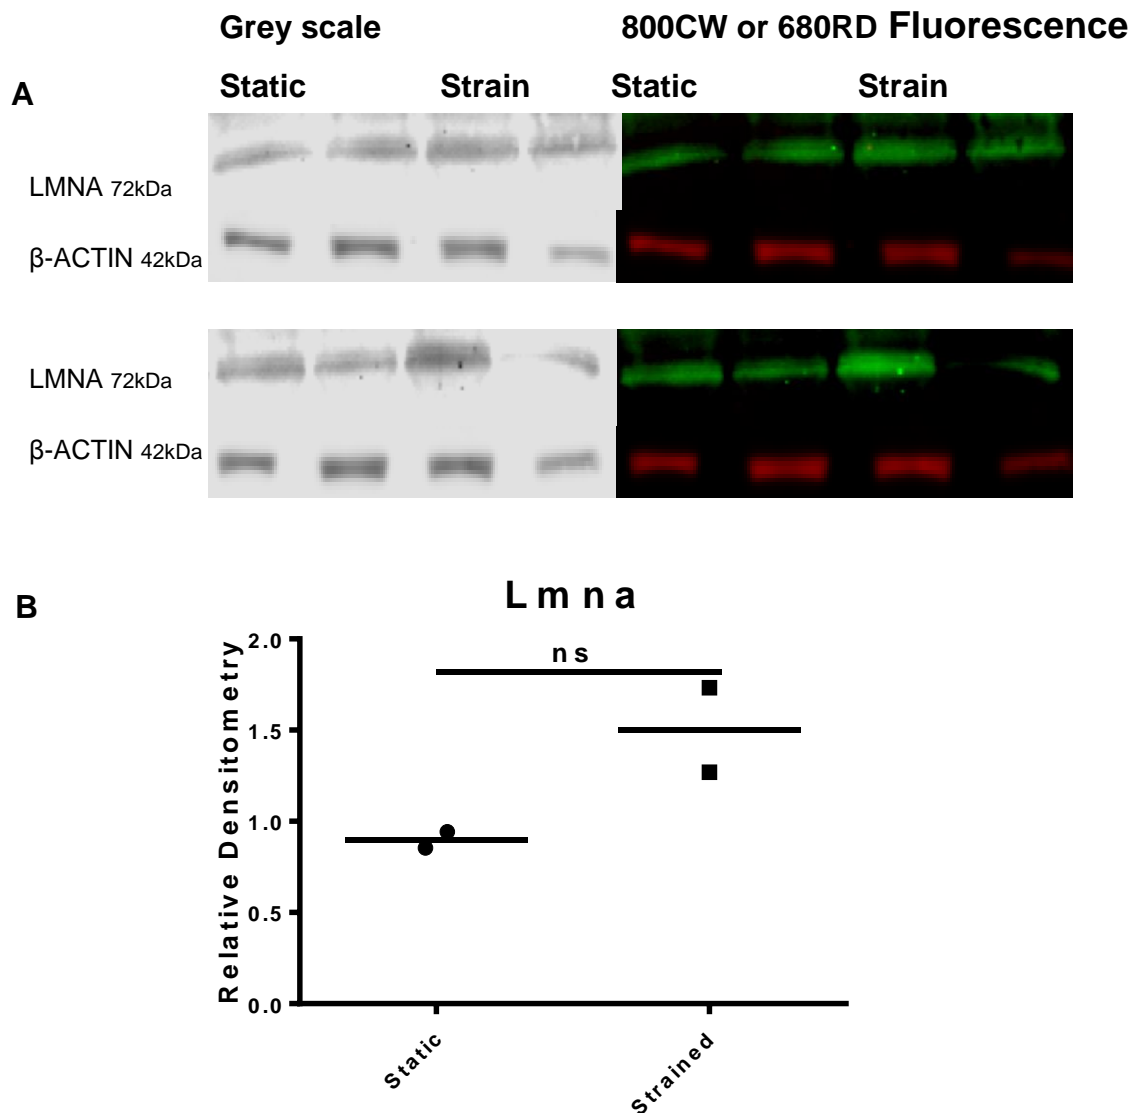 Grey scale
800CW or 680RD Fluorescence
A
Static
Strain
Static
Strain
LMNA 72kDa
β-ACTIN 42kDa
LMNA 72kDa
β-ACTIN 42kDa
B
Lmna
ns
Relative Densitometry
2.0
1.5
1.0
0.5
0.0
Static
Strained